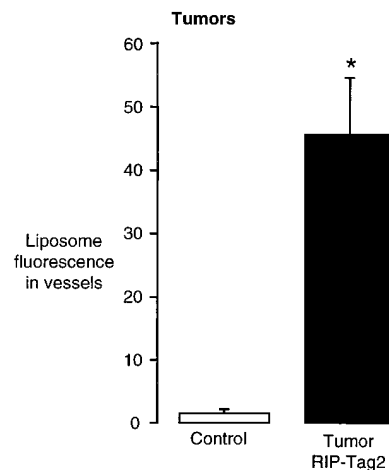 Tumors
60
50
40
30
20
10
0
Liposome
fluorescence
in vessels
*
Control
Tumor
RIP-Tag2